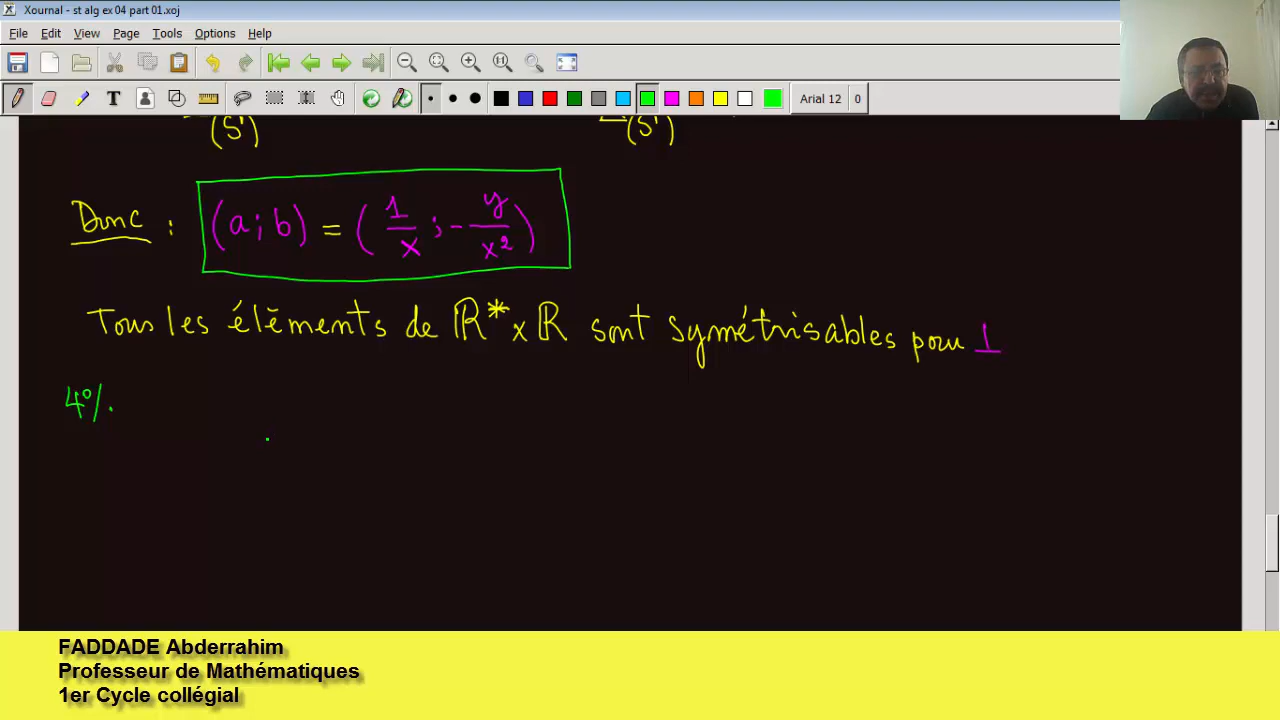 Xournal - st alg ex 04 part 01.xoj
File Edit View Page Tools Options Help
Arial 12 0
(S') (S')
Donc : (a ; b) = ( 1/x ; - y/x² )
Tous les éléments de ℝ* x ℝ sont symétrisables pour ⊥
4°/.
FADDADE Abderrahim
Professeur de Mathématiques
1er Cycle collégial